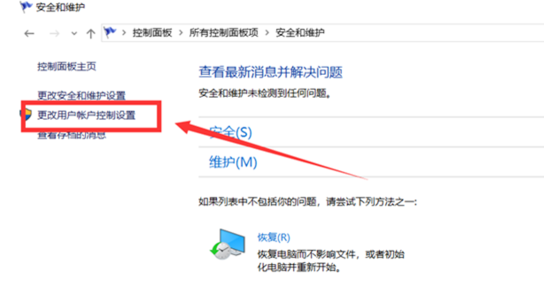 安全和维护
控制面板 所有控制面板项 安全和维护
控制面板主页
更改安全和维护设置
更改用户帐户控制设置
查看存档的消息
查看最新消息并解决问题
安全和维护未检测到任何问题。
安全(S)
维护(M)
如果列表中不包括你的问题，请尝试下列方法之一:
恢复(R)
恢复电脑而不影响文件，或者初始
化电脑并重新开始。